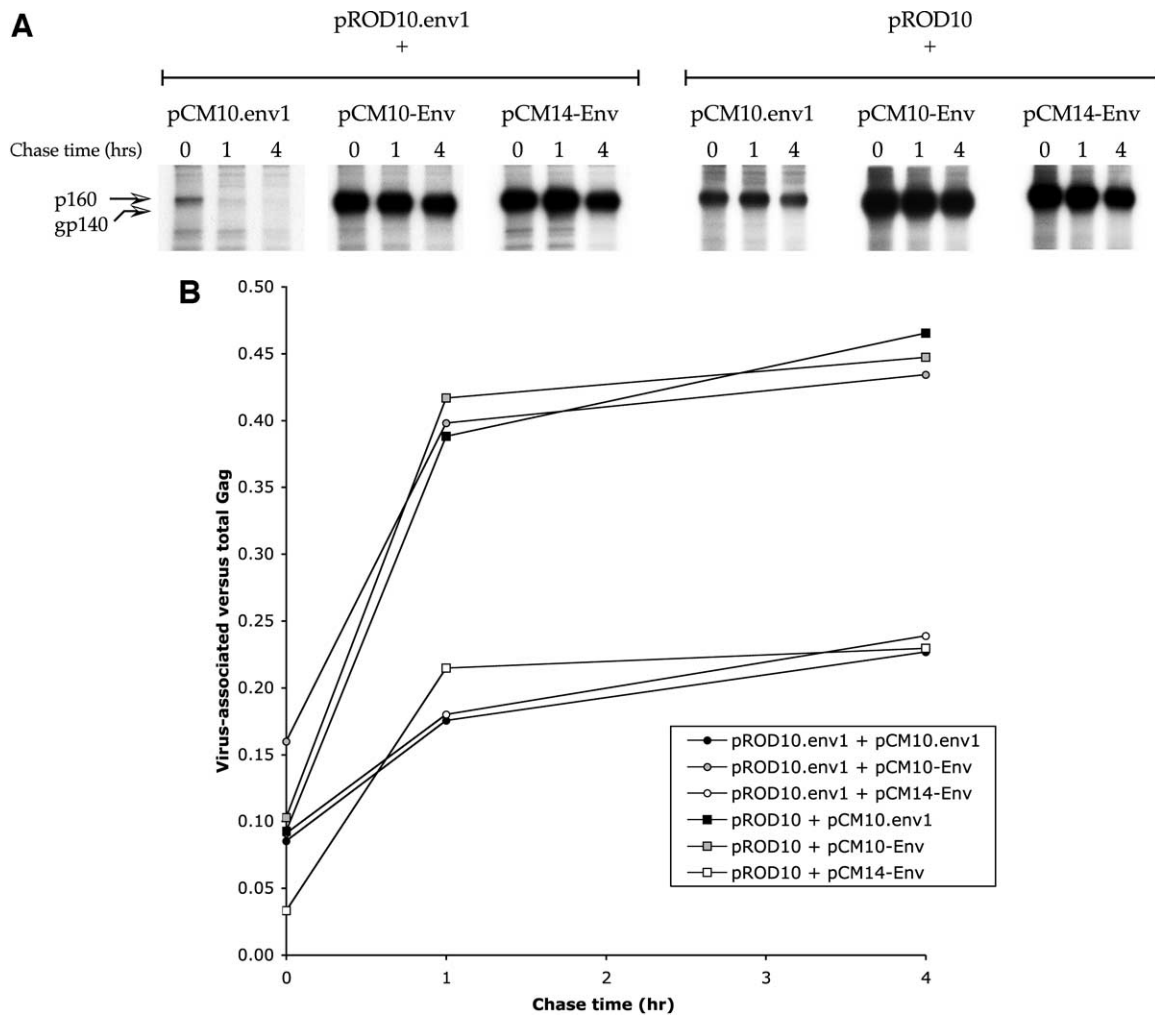 A
pROD10.env1
+
pROD10
+
pCM10.env1 pCM10-Env pCM14-Env pCM10.env1 pCM10-Env pCM14-Env
Chase time (hrs) 0 1 4 0 1 4 0 1 4 0 1 4 0 1 4 0 1 4
p160
gp140
B
0.50
0.45
0.40
0.35
0.30
0.25
0.20
0.15
0.10
0.05
0.00
Virus-associated versus total Gag
0 1 2 3 4
Chase time (hr)
pROD10.env1 + pCM10.env1
pROD10.env1 + pCM10-Env
pROD10.env1 + pCM14-Env
pROD10 + pCM10.env1
pROD10 + pCM10-Env
pROD10 + pCM14-Env